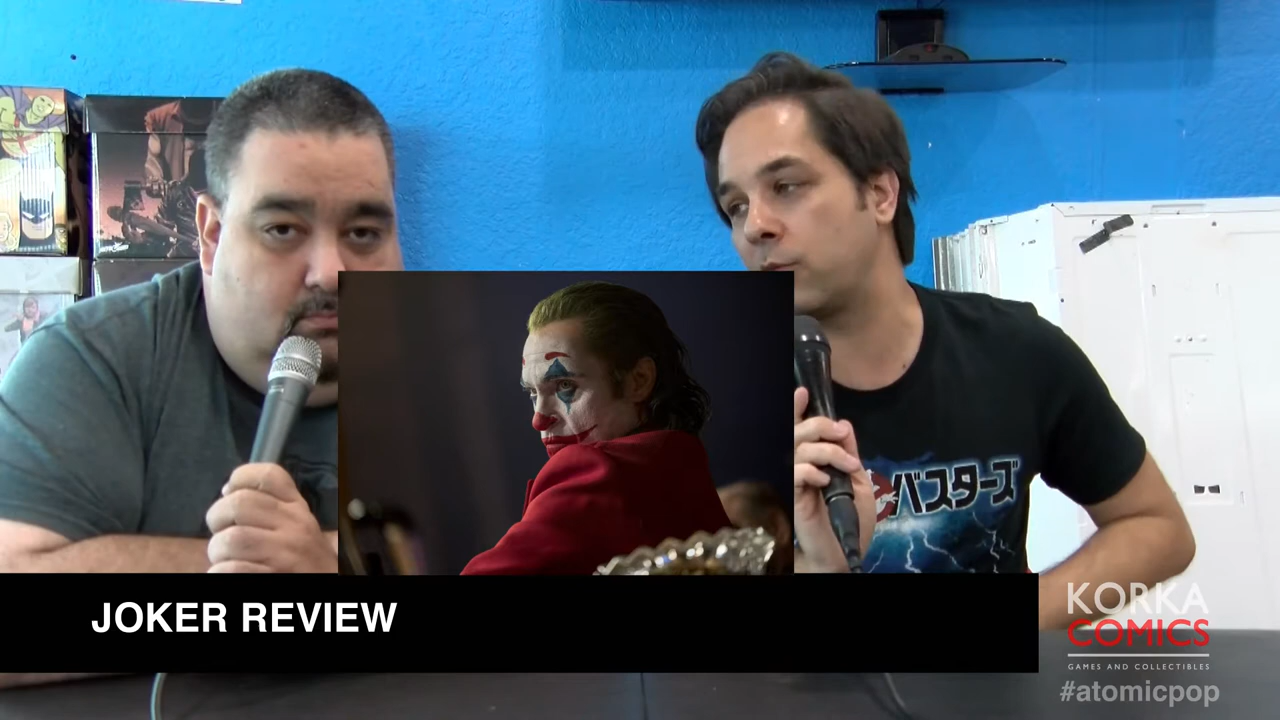 バスターズ
JOKER REVIEW
KORKA
COMICS
GAMES AND COLLECTIBLES
#atomicpop